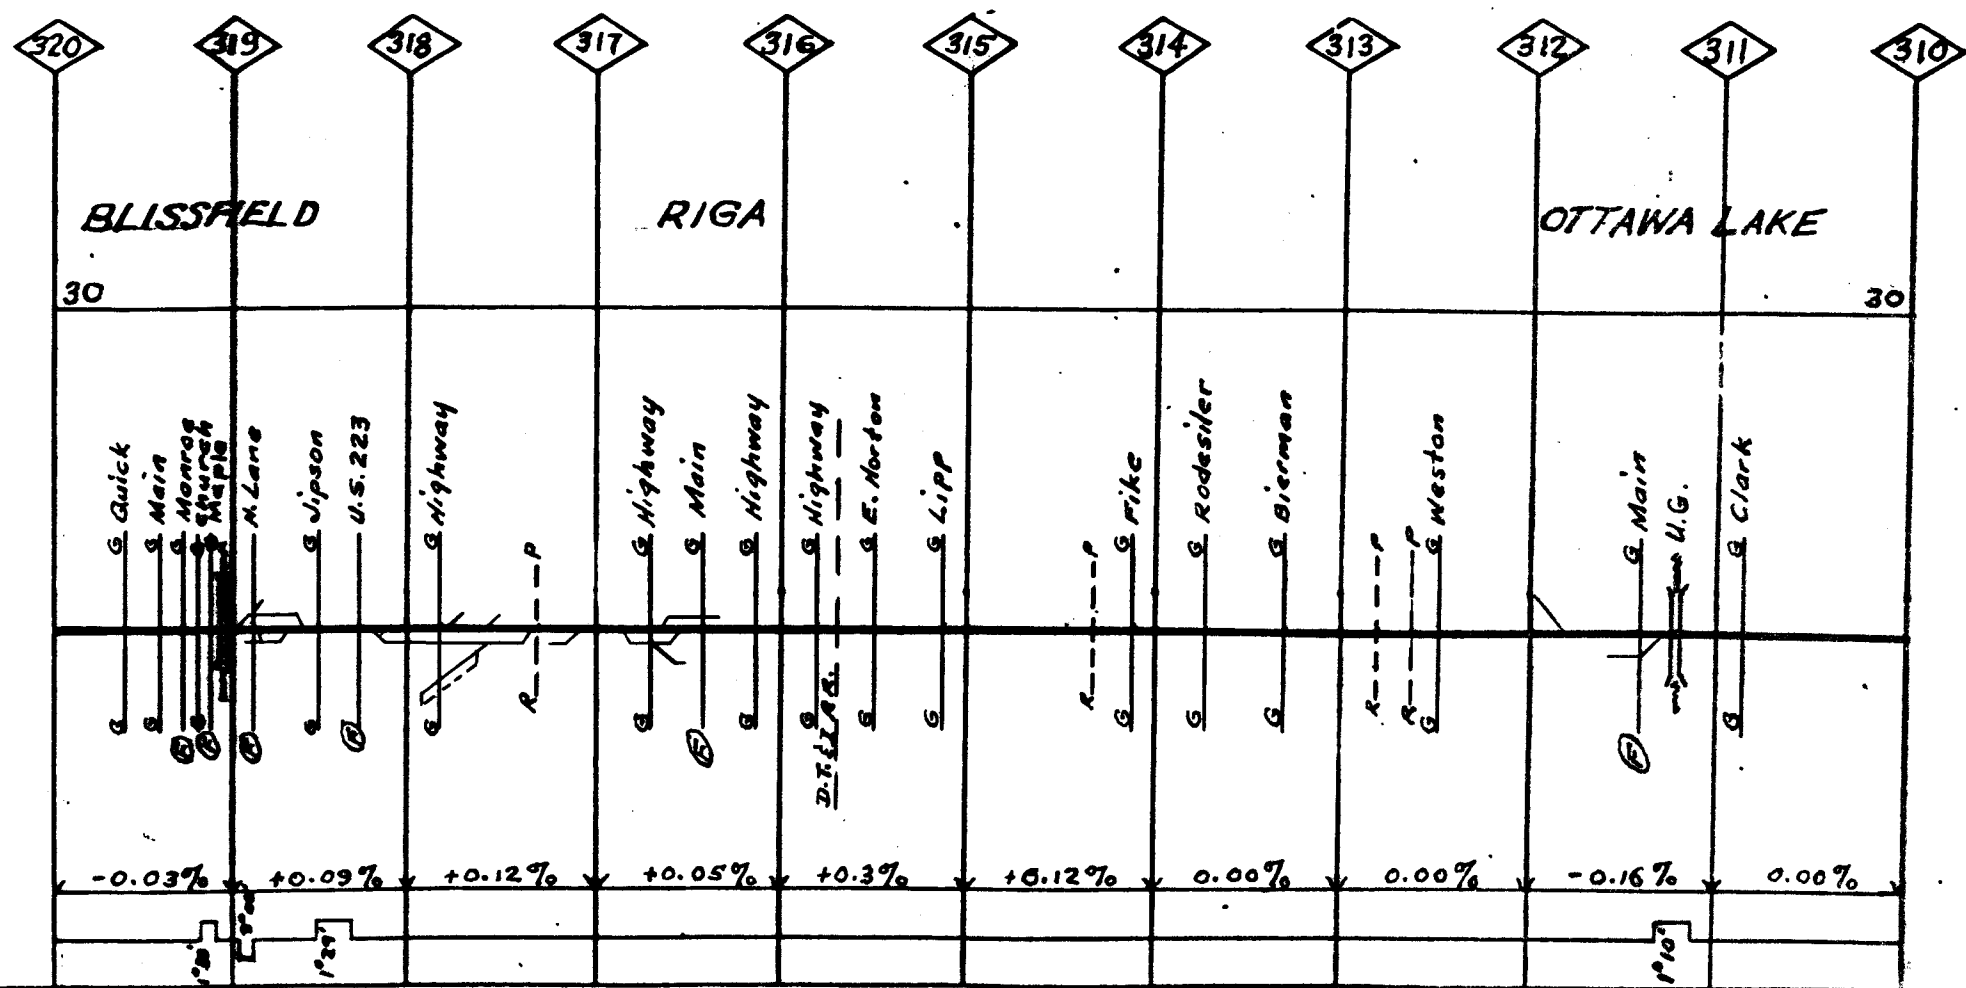 320 319 318 317 316 315 314 313 312 311 310
BLISSFIELD RIGA OTTAWA LAKE
30 30
G Quick
G Main
G Monroe
Church
Maple
N. Lane
G Jipson
U.S. 223
G Highway
P
G Highway
G Main
G Highway
G Highway
G E. Horton
G Lipp
P
G Fike
G Rodesiler
G Bierman
P
P
G Weston
G Main
U.G.
G Clark
G G G G R G G G R G G G R R G G
D.T.&I. RR.
-0.03% +0.09% +0.12% +0.05% +0.3% +0.12% 0.00% 0.00% -0.16% 0.00%
1°29' 1°10'